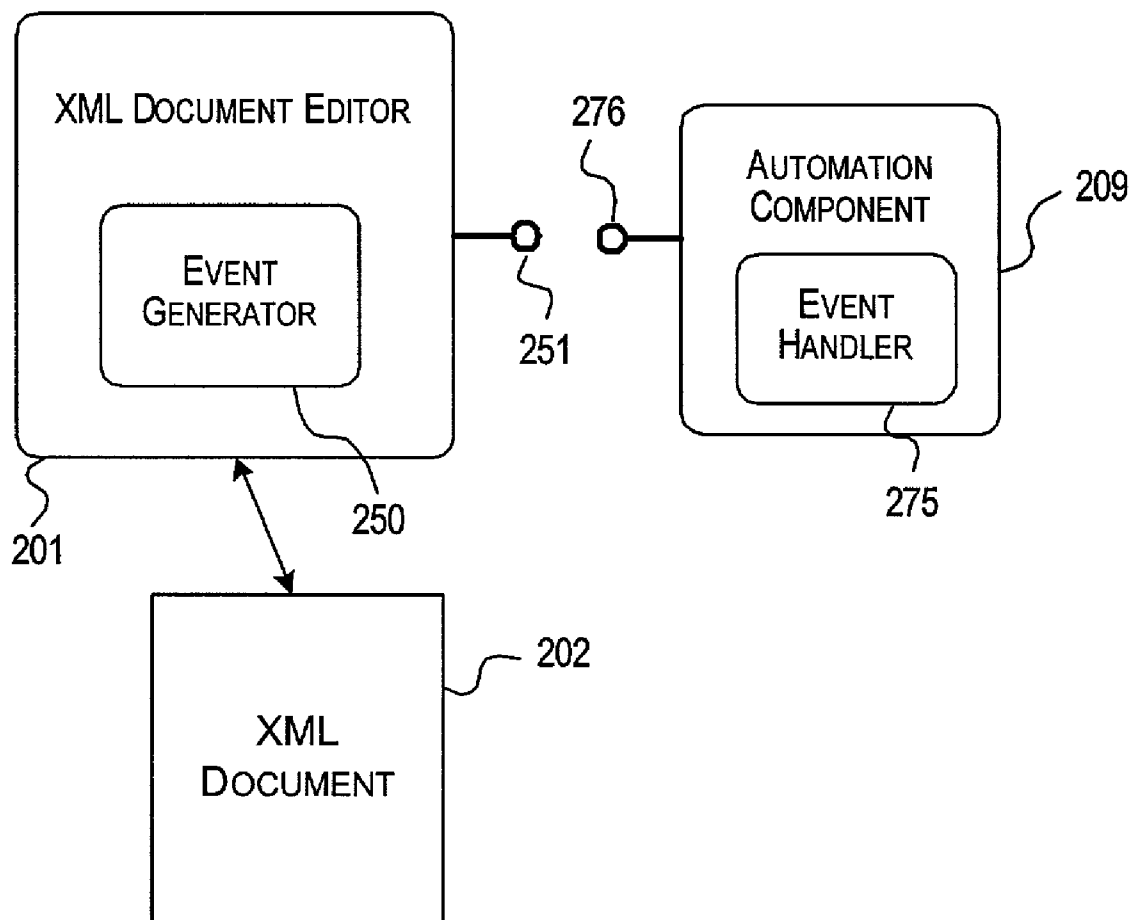 XML DOCUMENT EDITOR
276
AUTOMATION
COMPONENT
209
EVENT
GENERATOR
251
EVENT
HANDLER
250
275
201
202
XML
DOCUMENT